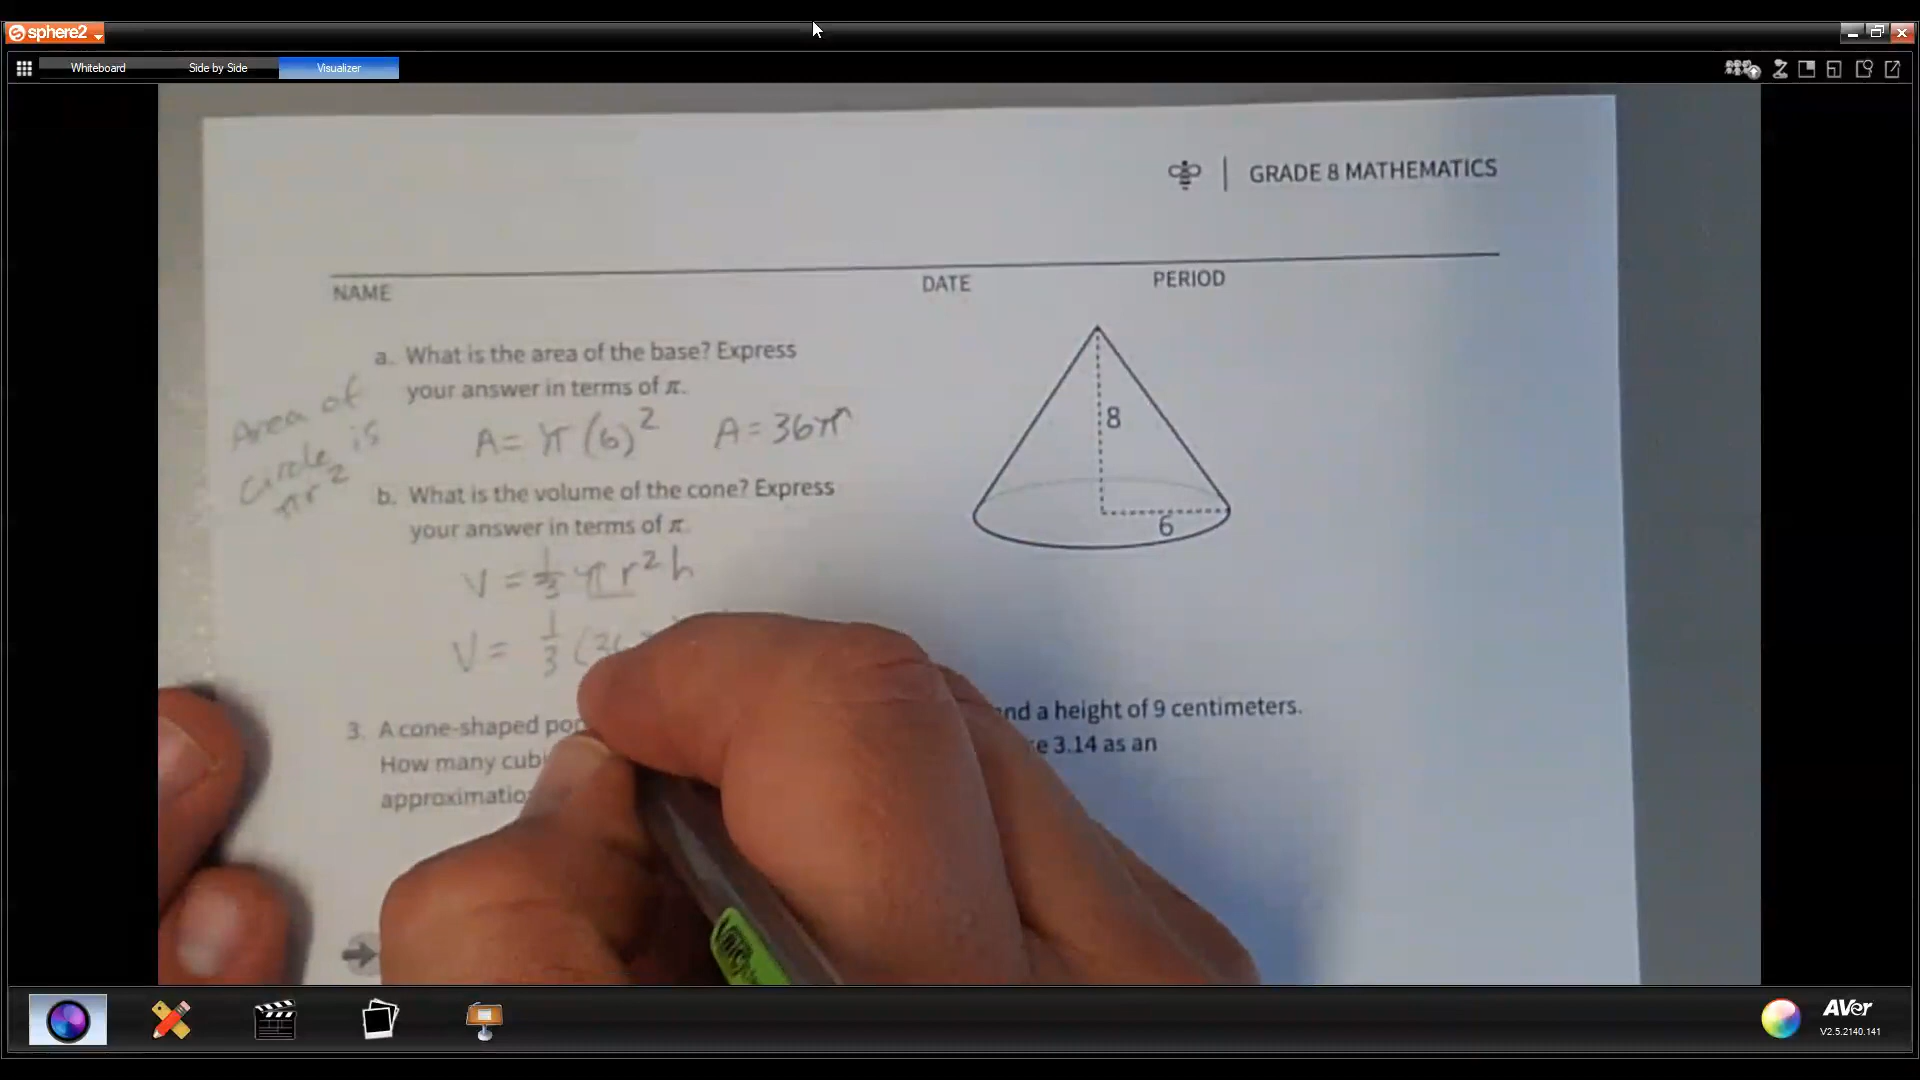 sphere2
Whiteboard
Side by Side
Visualizer
GRADE 8 MATHEMATICS
NAME
DATE
PERIOD
a. What is the area of the base? Express
your answer in terms of π.
Area of
circle is
πr²
A = π (6)² A = 36π
8
6
b. What is the volume of the cone? Express
your answer in terms of π.
V = 1/3 π r² h
V = 1/3 (36
3. A cone-shaped and a height of 9 centimeters.
How many 3.14 as an
AVer
V2.5.2140.141